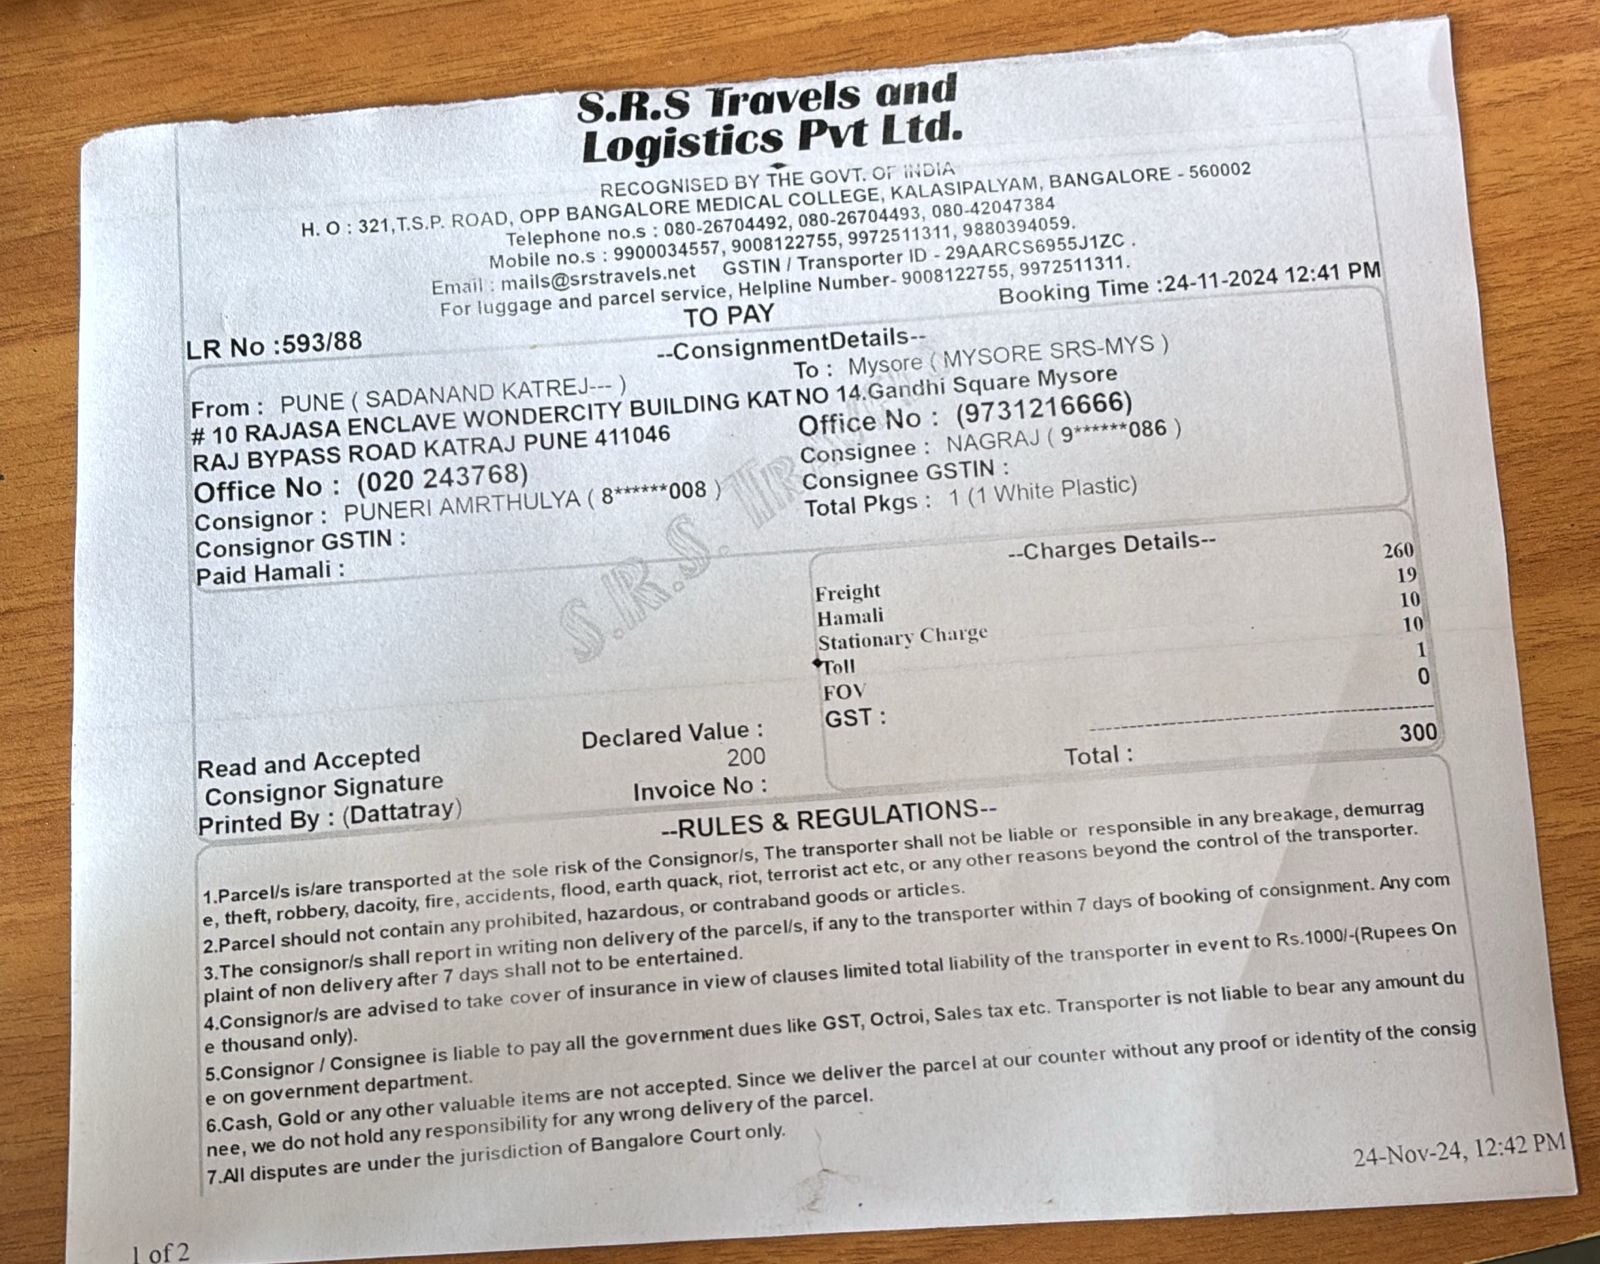 S.R.S Travels and
Logistics Pvt Ltd.
RECOGNISED BY THE GOVT. OF INDIA
H. O : 321,T.S.P. ROAD, OPP BANGALORE MEDICAL COLLEGE, KALASIPALYAM, BANGALORE - 560002
Telephone no.s : 080-26704492, 080-26704493, 080-42047384
Mobile no.s : 9900034557, 9008122755, 9972511311, 9880394059.
Email : mails@srstravels.net GSTIN / Transporter ID - 29AARCS6955J1ZC .
For luggage and parcel service, Helpline Number- 9008122755, 9972511311.
LR No :593/88
TO PAY
Booking Time :24-11-2024 12:41 PM
--ConsignmentDetails--
From : PUNE ( SADANAND KATREJ--- )
# 10 RAJASA ENCLAVE WONDERCITY BUILDING KAT
RAJ BYPASS ROAD KATRAJ PUNE 411046
Office No : (020 243768)
Consignor : PUNERI AMRTHULYA ( 8******008 )
Consignor GSTIN :
Paid Hamali :
To : Mysore ( MYSORE SRS-MYS )
NO 14.Gandhi Square Mysore
Office No : (9731216666)
Consignee : NAGRAJ ( 9******086 )
Consignee GSTIN :
Total Pkgs : 1 (1 White Plastic)
S.R.S.
--Charges Details--
Freight 260
Hamali 19
Stationary Charge 10
Toll 10
FOV 1
GST : 0
Total : 300
Read and Accepted
Consignor Signature
Printed By : (Dattatray)
Declared Value :
200
Invoice No :
--RULES & REGULATIONS--
1.Parcel/s is/are transported at the sole risk of the Consignor/s, The transporter shall not be liable or responsible in any breakage, demurrag
e, theft, robbery, dacoity, fire, accidents, flood, earth quack, riot, terrorist act etc, or any other reasons beyond the control of the transporter.
2.Parcel should not contain any prohibited, hazardous, or contraband goods or articles.
3.The consignor/s shall report in writing non delivery of the parcel/s, if any to the transporter within 7 days of booking of consignment. Any com
plaint of non delivery after 7 days shall not to be entertained.
4.Consignor/s are advised to take cover of insurance in view of clauses limited total liability of the transporter in event to Rs.1000/-(Rupees On
e thousand only).
5.Consignor / Consignee is liable to pay all the government dues like GST, Octroi, Sales tax etc. Transporter is not liable to bear any amount du
e on government department.
6.Cash, Gold or any other valuable items are not accepted. Since we deliver the parcel at our counter without any proof or identity of the consig
nee, we do not hold any responsibility for any wrong delivery of the parcel.
7.All disputes are under the jurisdiction of Bangalore Court only.
24-Nov-24, 12:42 PM
1 of 2